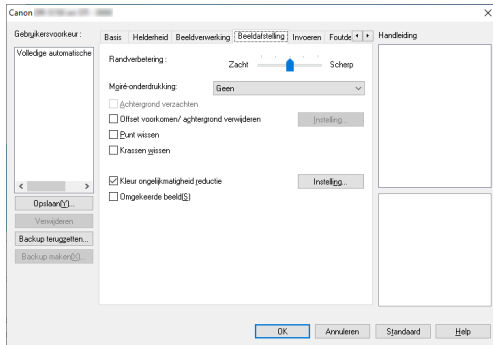 Canon
Gebruikersvoorkeur :
Volledige automatische
Opslaan(Y)...
Verwijderen
Backup terugzetten...
Backup maken(X)...
Basis Helderheid Beeldverwerking Beeldafstelling Invoeren Foutde
Randverbetering :
Zacht Scherp
Moiré-onderdrukking: Geen
Achtergrond verzachten
Offset voorkomen/ achtergrond verwijderen Instelling...
Punt wissen
Krassen wissen
Kleur ongelijkmatigheid reductie Instelling...
Omgekeerde beeld(S)
Handleiding
OK Annuleren Standaard Help